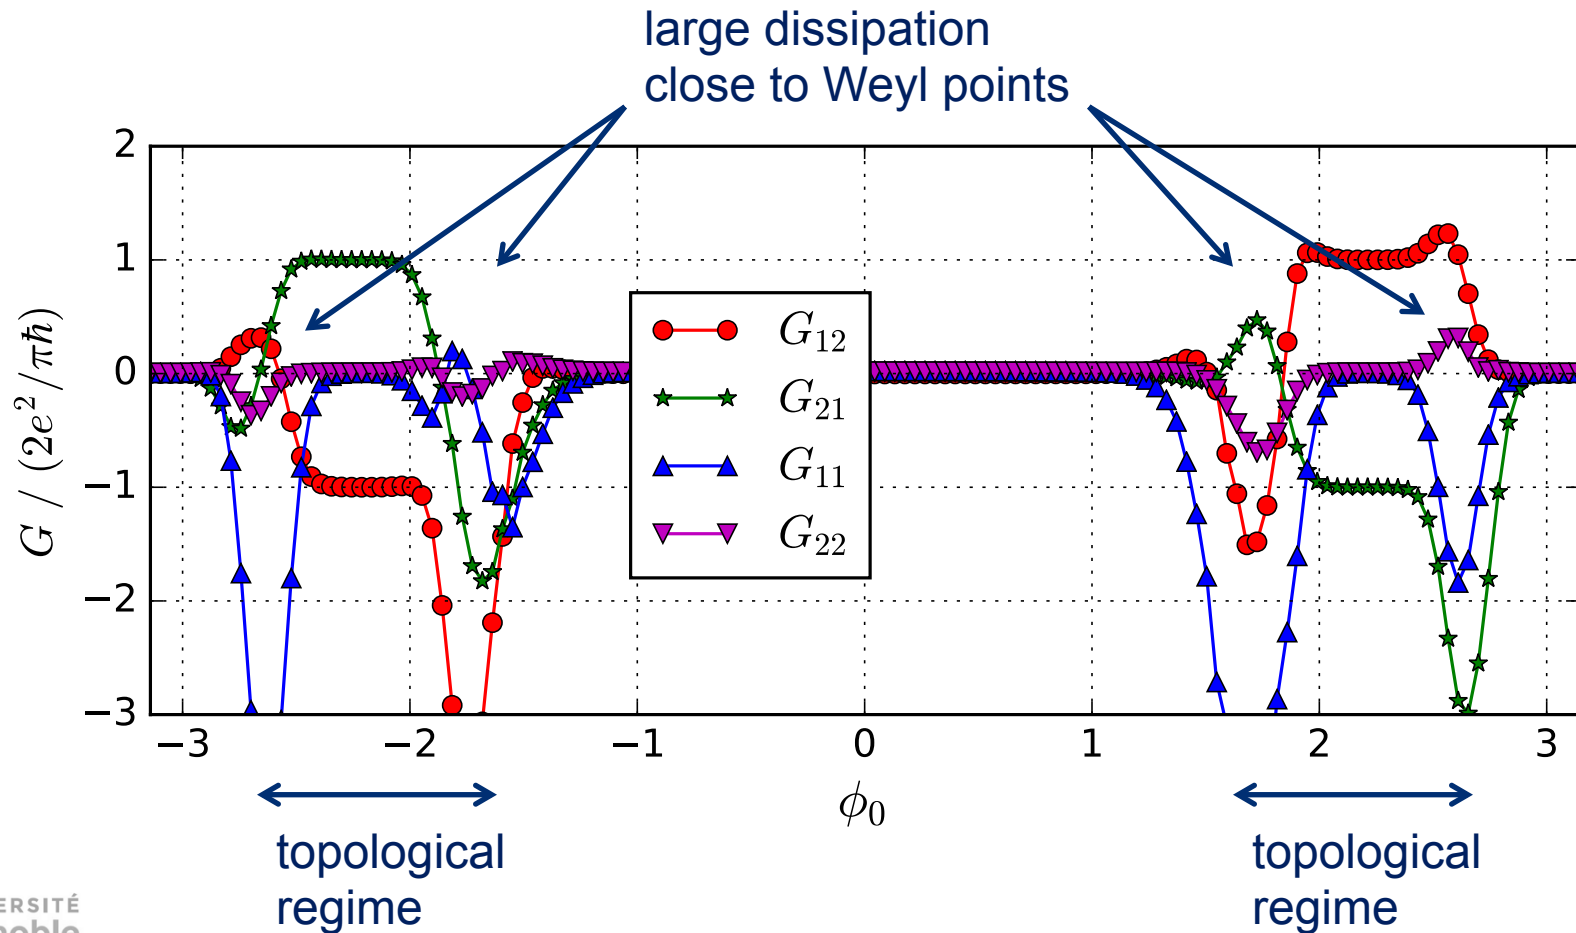 large dissipation
close to Weyl points
2
1
0
−1
−2
−3
G / (2e²/πℏ)
G₁₂
G₂₁
G₁₁
G₂₂
−3 −2 −1 0 1 2 3
ϕ₀
topological
regime
topological
regime
ERSITÉ